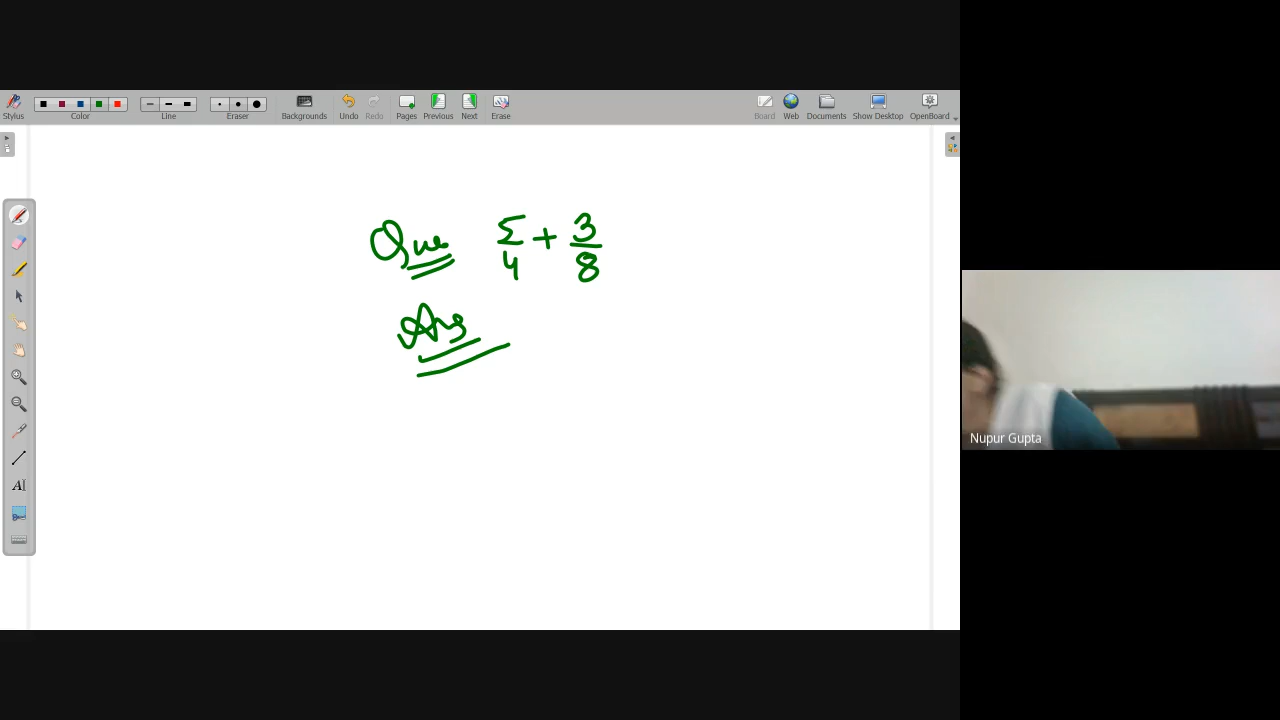 Stylus Color Line Eraser Backgrounds Undo Redo Pages Previous Next Erase Board Web Documents Show Desktop OpenBoard
Que Σ/4 + 3/8
Ans
Nupur Gupta